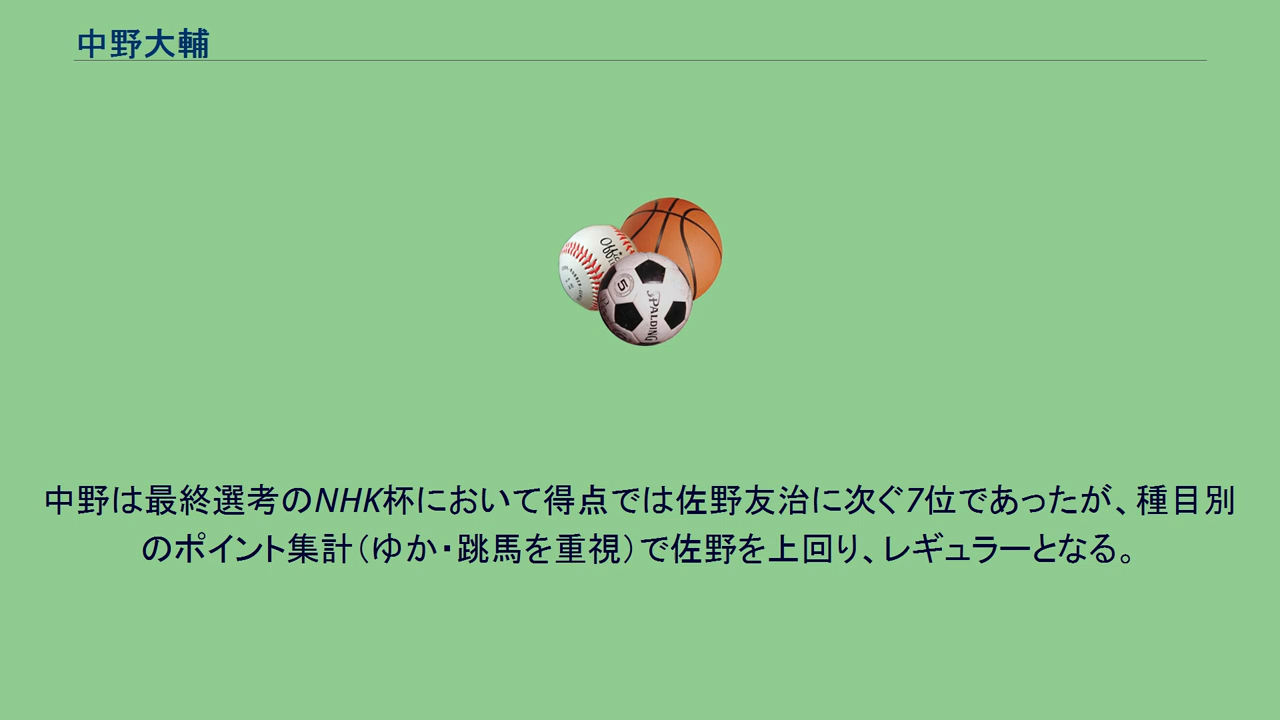 中野大輔
Offic
5
SPALDING
中野は最終選考のNHK杯において得点では佐野友治に次ぐ7位であったが、種目別
のポイント集計（ゆか・跳馬を重視）で佐野を上回り、レギュラーとなる。